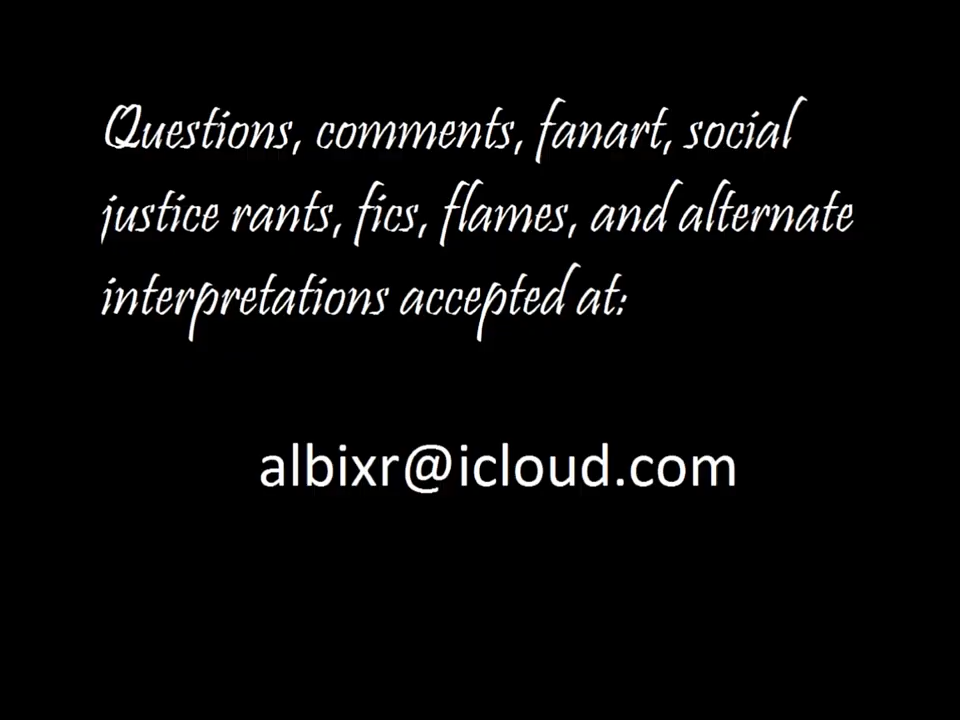 Questions, comments, fanart, social
justice rants, fics, flames, and alternate
interpretations accepted at:
albixr@icloud.com